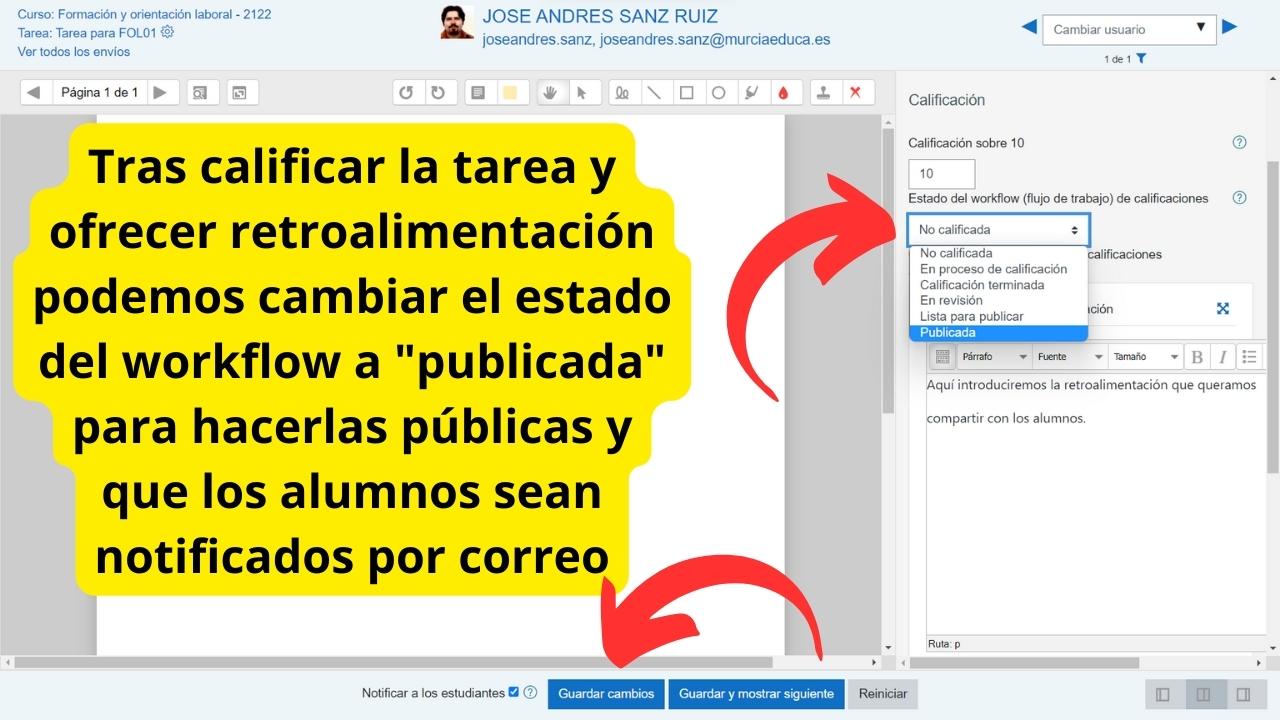 Curso: Formación y orientación laboral - 2122
Tarea: Tarea para FOL01
Ver todos los envíos
JOSE ANDRES SANZ RUIZ
joseandres.sanz, joseandres.sanz@murciaeduca.es
Cambiar usuario
1 de 1
Página 1 de 1
Tras calificar la tarea y
ofrecer retroalimentación
podemos cambiar el estado
del workflow a "publicada"
para hacerlas públicas y
que los alumnos sean
notificados por correo
Calificación
Calificación sobre 10
10
Estado del workflow (flujo de trabajo) de calificaciones
No calificada
No calificada
calificaciones
En proceso de calificación
Calificación terminada
En revisión
Lista para publicar
Publicada
Párrafo Fuente Tamaño B I
Aquí introduciremos la retroalimentación que queramos
compartir con los alumnos.
Ruta: p
Notificar a los estudiantes Guardar cambios Guardar y mostrar siguiente Reiniciar